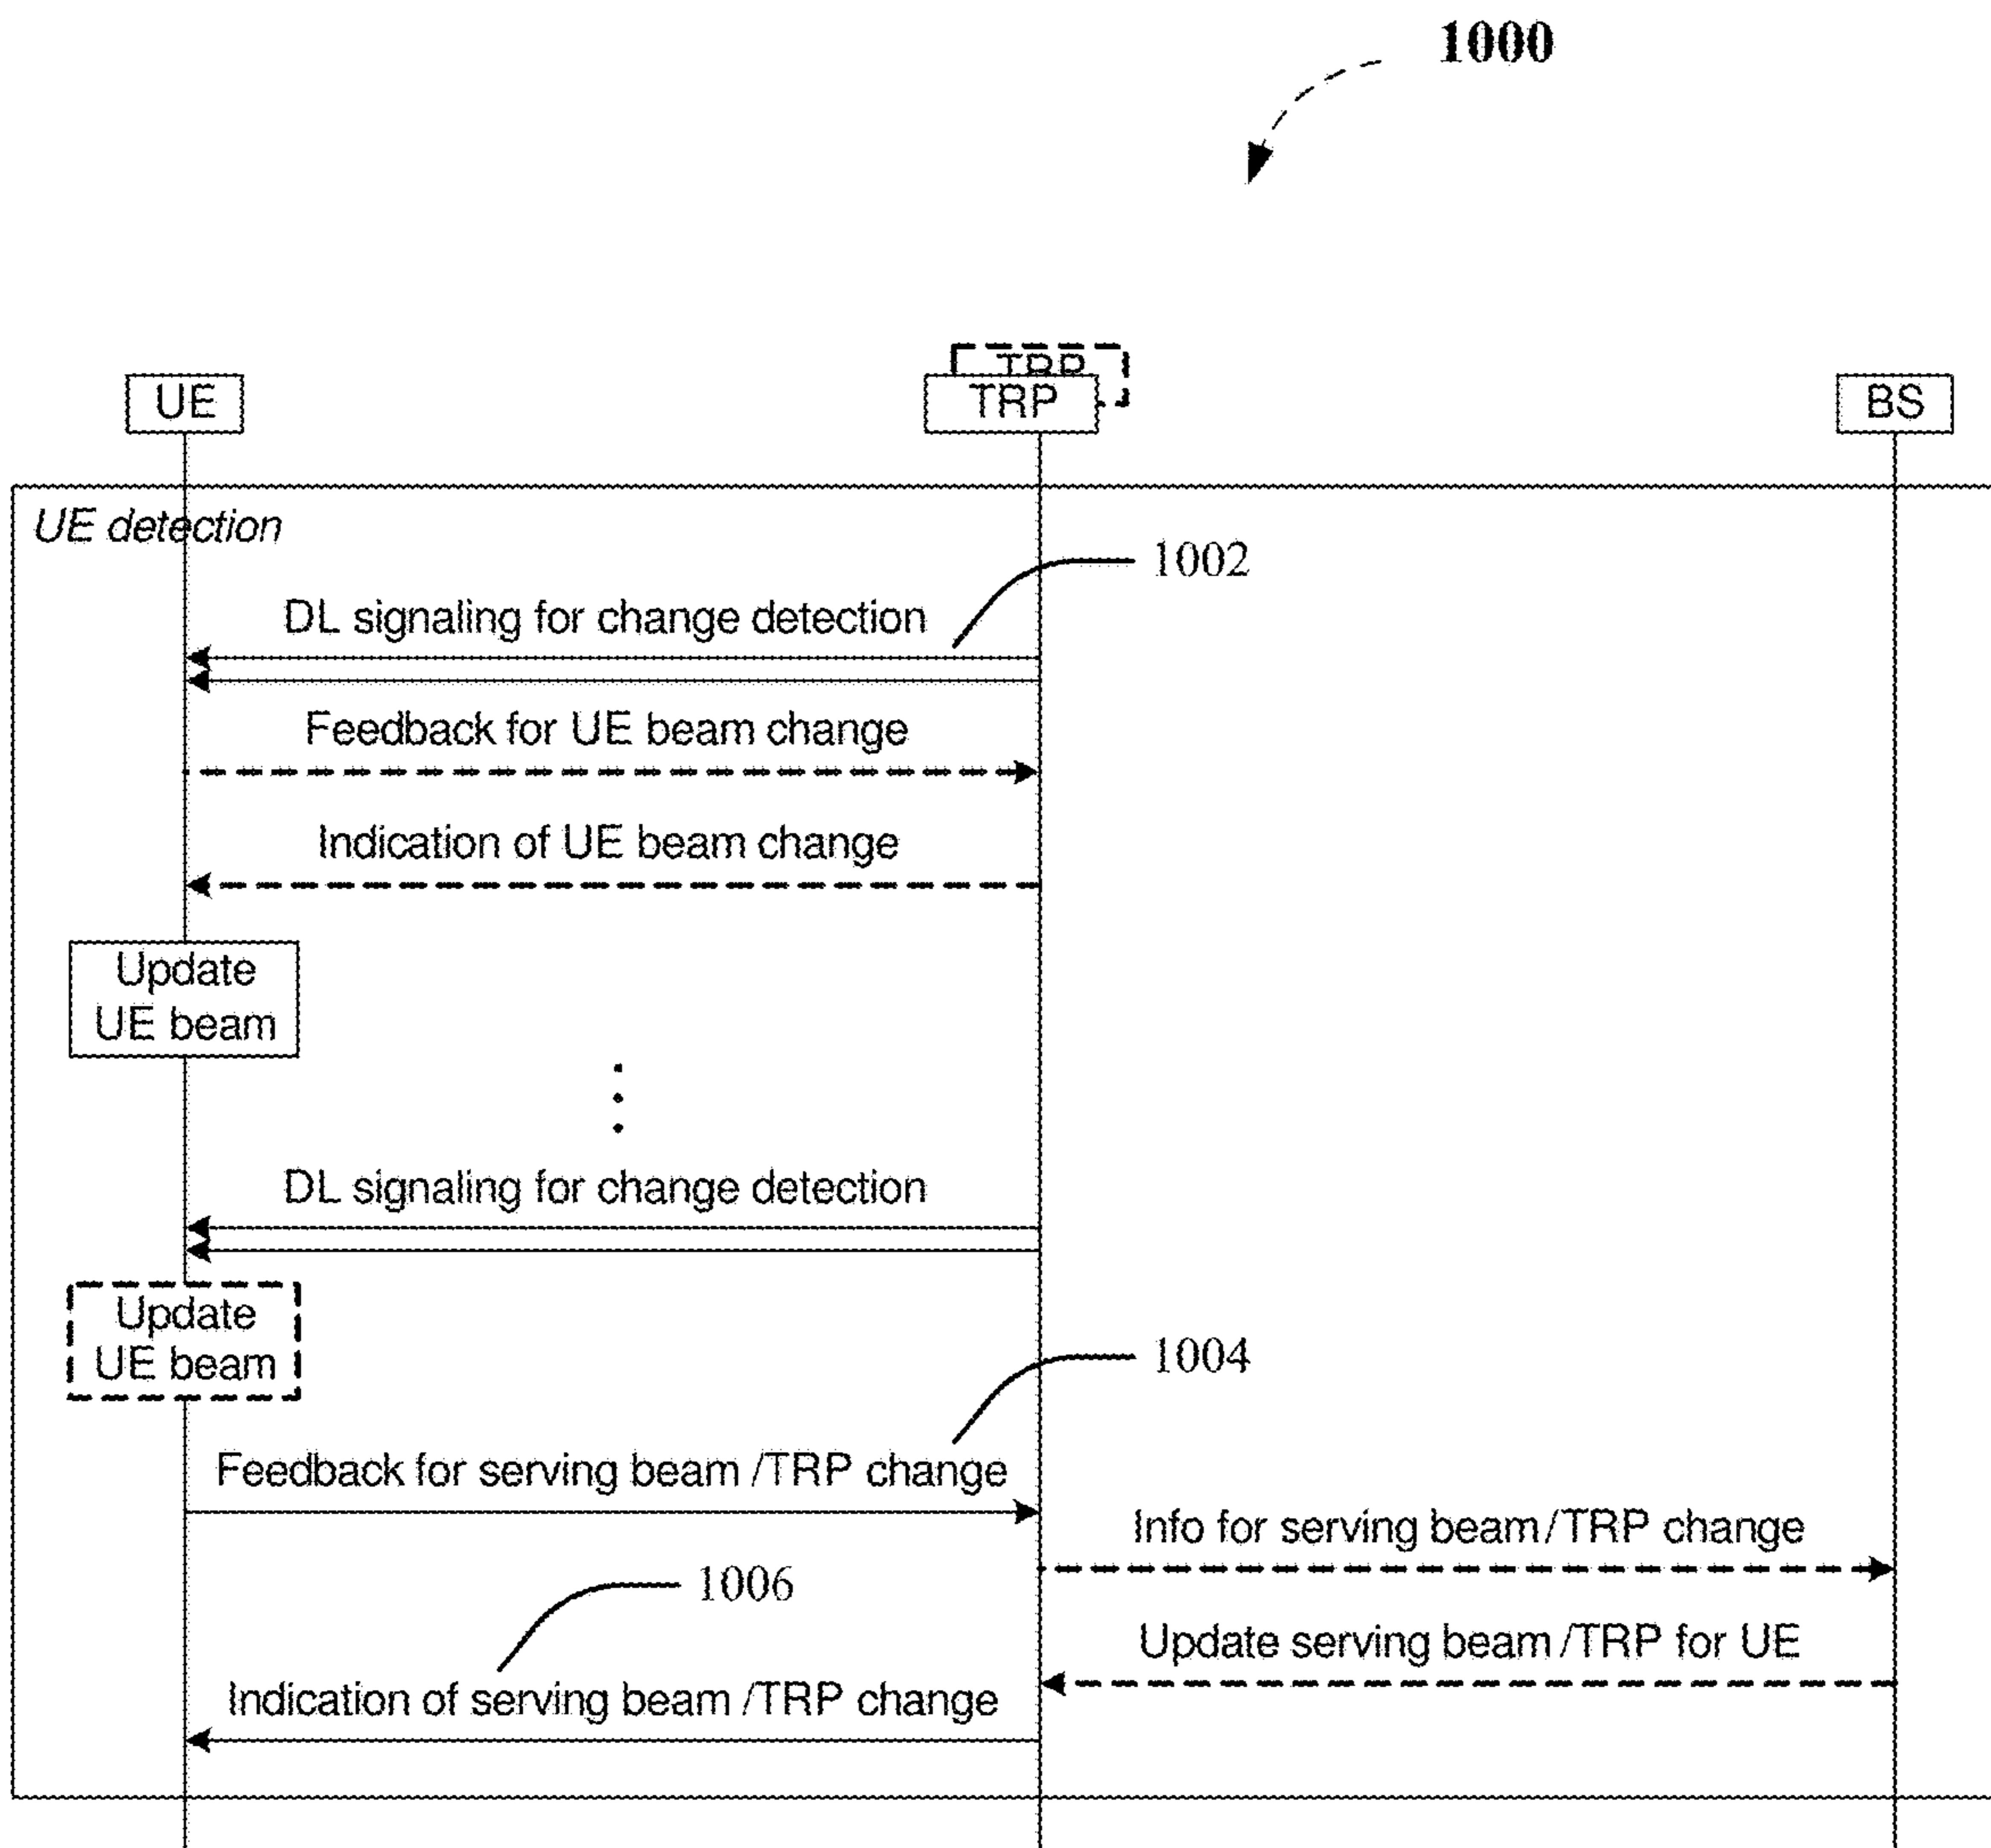 1000
TRP
UE
TRP
BS
UE detection
1002
DL signaling for change detection
Feedback for UE beam change
Indication of UE beam change
Update
UE beam
DL signaling for change detection
Update
UE beam
1004
Feedback for serving beam /TRP change
Info for serving beam/TRP change
1006
Update serving beam /TRP for UE
Indication of serving beam /TRP change